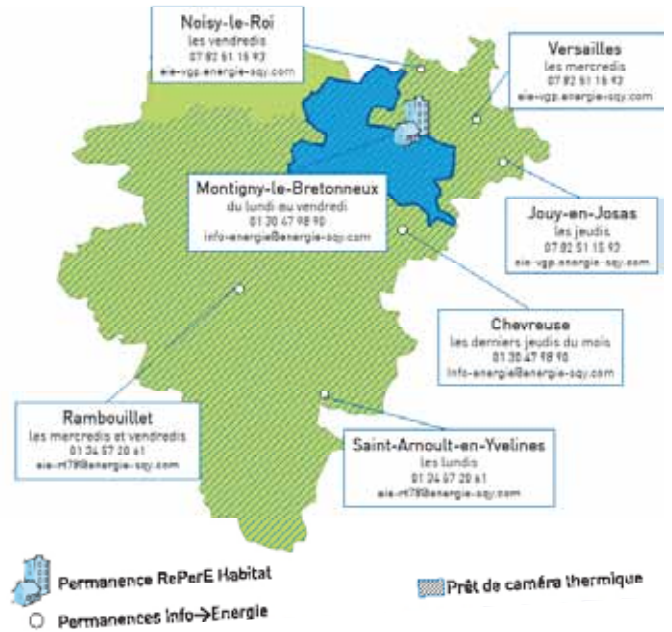 Noisy-le-Roi
les vendredis
07 82 51 15 93
eie-vgp.energie-sqy.com
Versailles
les mercredis
07 82 51 15 93
eie-vgp.energie-sqy.com
Montigny-le-Bretonneux
du lundi au vendredi
01 30 47 98 90
info-energie@energie-sqy.com
Jouy-en-Josas
les jeudis
07 82 51 15 93
eie-vgp.energie-sqy.com
Chevreuse
les derniers jeudis du mois
01 30 47 98 90
Info-energie@energie-sqy.com
Rambouillet
les mercredis et vendredis
01 34 57 20 61
eie-rt78@energie-sqy.com
Saint-Arnoult-en-Yvelines
les lundis
01 34 57 20 61
eie-rt78@energie-sqy.com
Permanence RePerE Habitat
Prêt de caméra thermique
Permanences Info→Energie